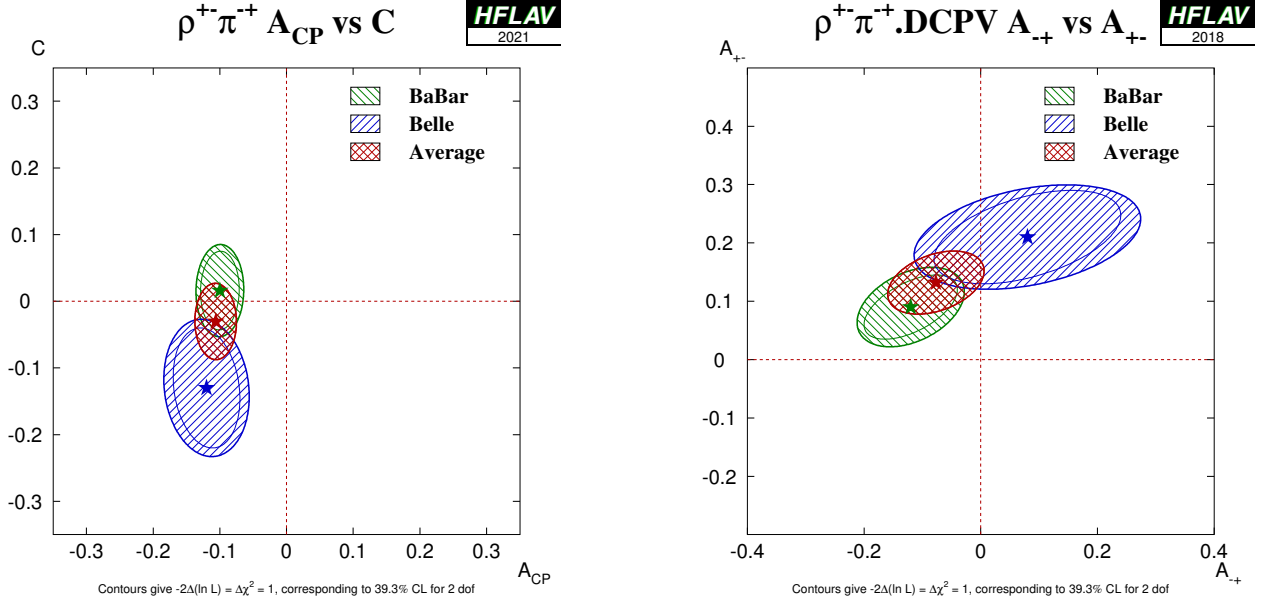 ρ⁺⁻π⁻⁺ A_CP vs C
HFLAV
2021
C
BaBar
Belle
Average
0.3
0.2
0.1
0
-0.1
-0.2
-0.3
-0.3 -0.2 -0.1 0 0.1 0.2 0.3
A_CP
Contours give -2Δ(ln L) = Δχ² = 1, corresponding to 39.3% CL for 2 dof
ρ⁺⁻π⁻⁺.DCPV A₋₊ vs A₊₋
HFLAV
2018
A₊₋
BaBar
Belle
Average
0.4
0.3
0.2
0.1
0
-0.1
-0.2
-0.4 -0.2 0 0.2 0.4
A₋₊
Contours give -2Δ(ln L) = Δχ² = 1, corresponding to 39.3% CL for 2 dof